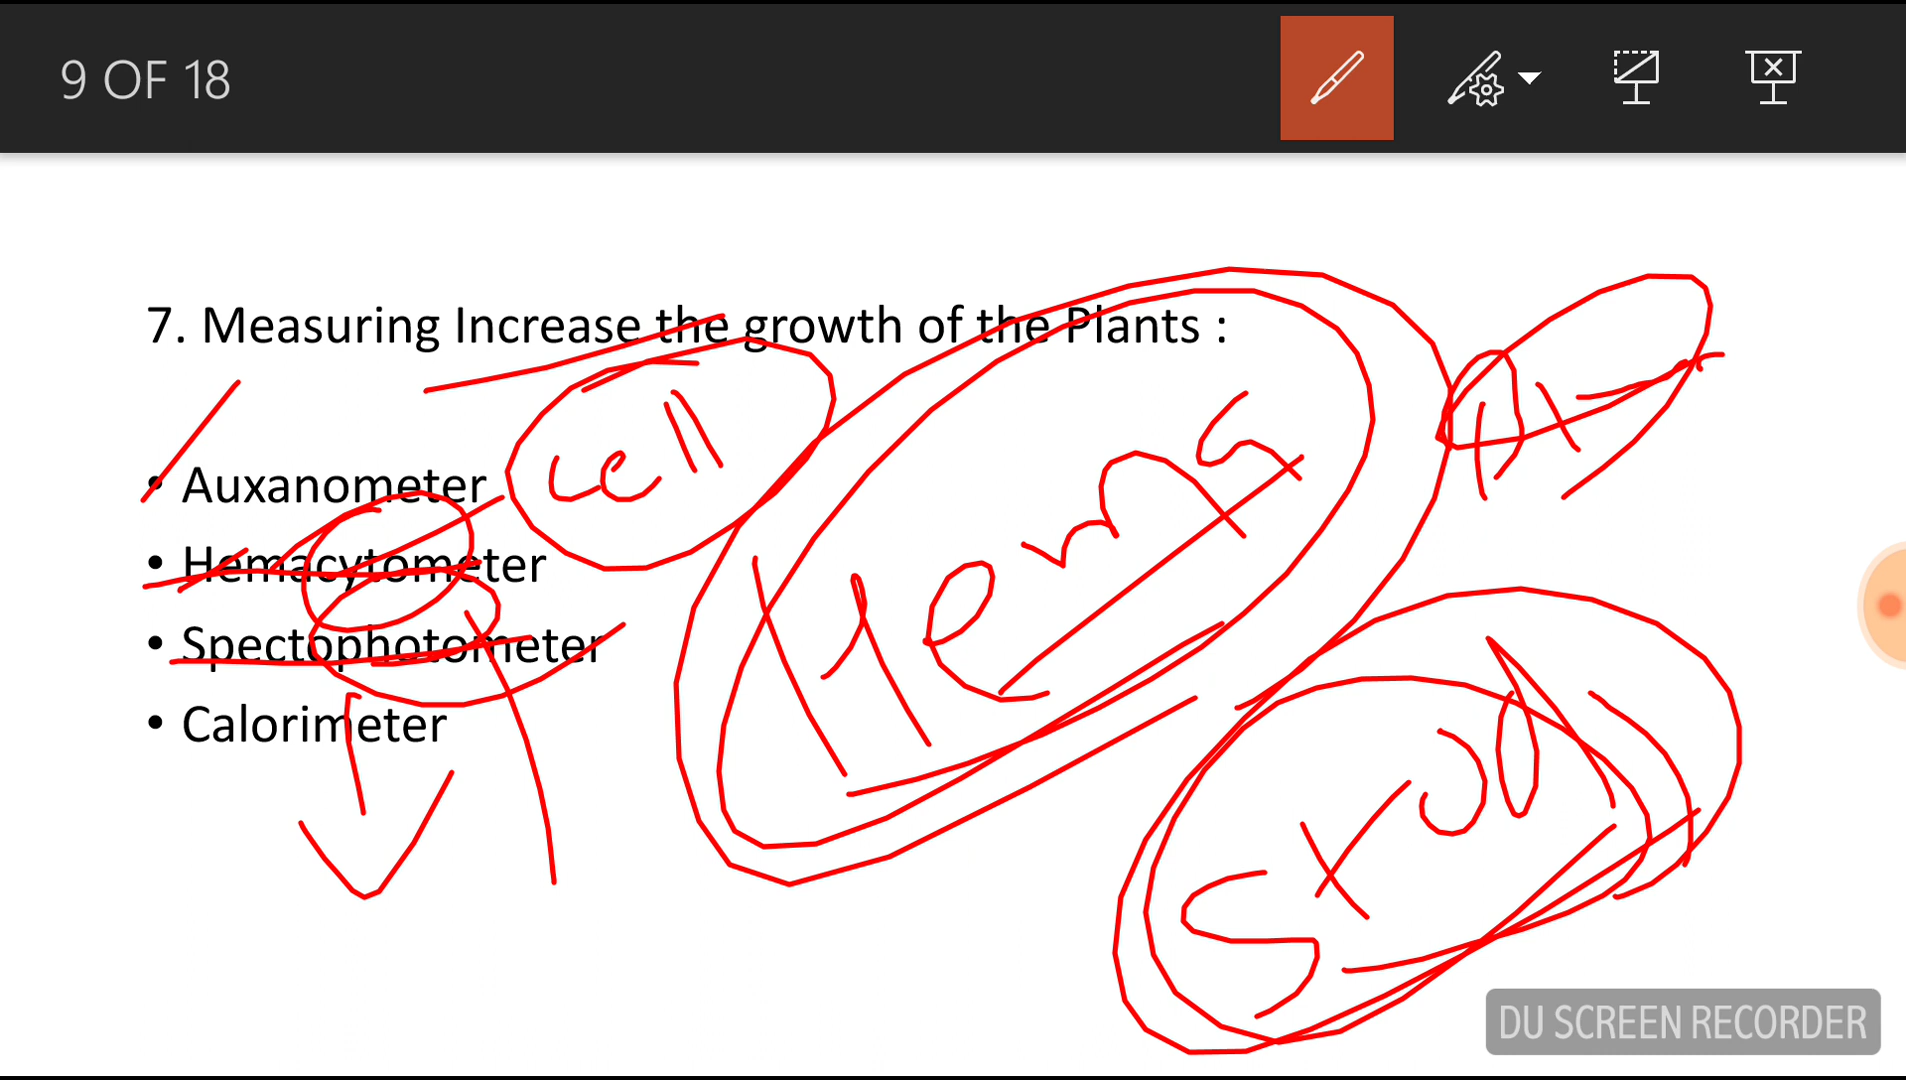 9 OF 18
7. Measuring Increase the growth of the Plants :
• Auxanometer
cell
• Hemacytometer
Hema
• Spectophotometer
• Calorimeter
DU SCREEN RECORDER